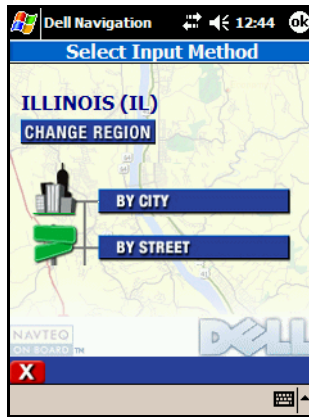 Dell Navigation 12:44 ok
Select Input Method
ILLINOIS (IL)
CHANGE REGION
BY CITY
BY STREET
NAVTEQ
ON BOARD TM
DELL
X